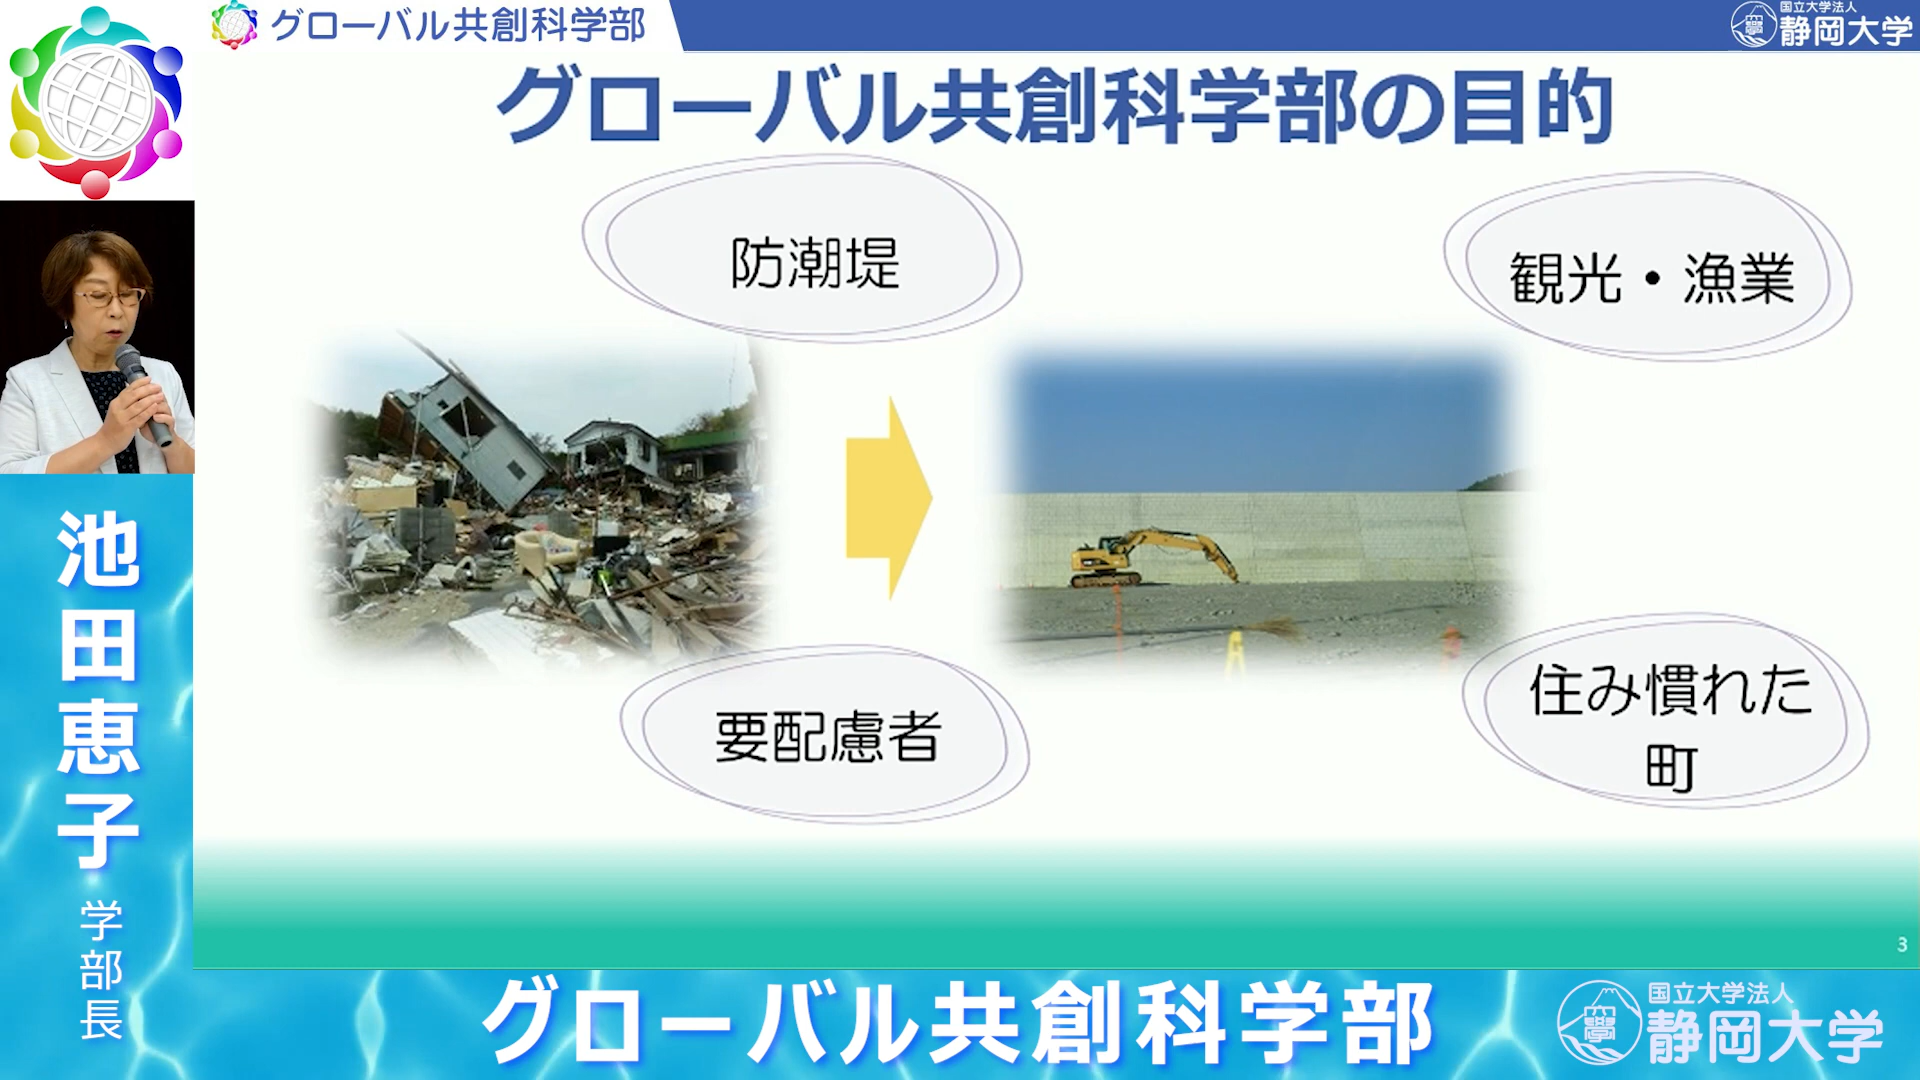 グローバル共創科学部
国立大学法人
静岡大学
グローバル共創科学部の目的
防潮堤
観光・漁業
要配慮者
住み慣れた
町
3
池田恵子
学部長
グローバル共創科学部
国立大学法人
静岡大学